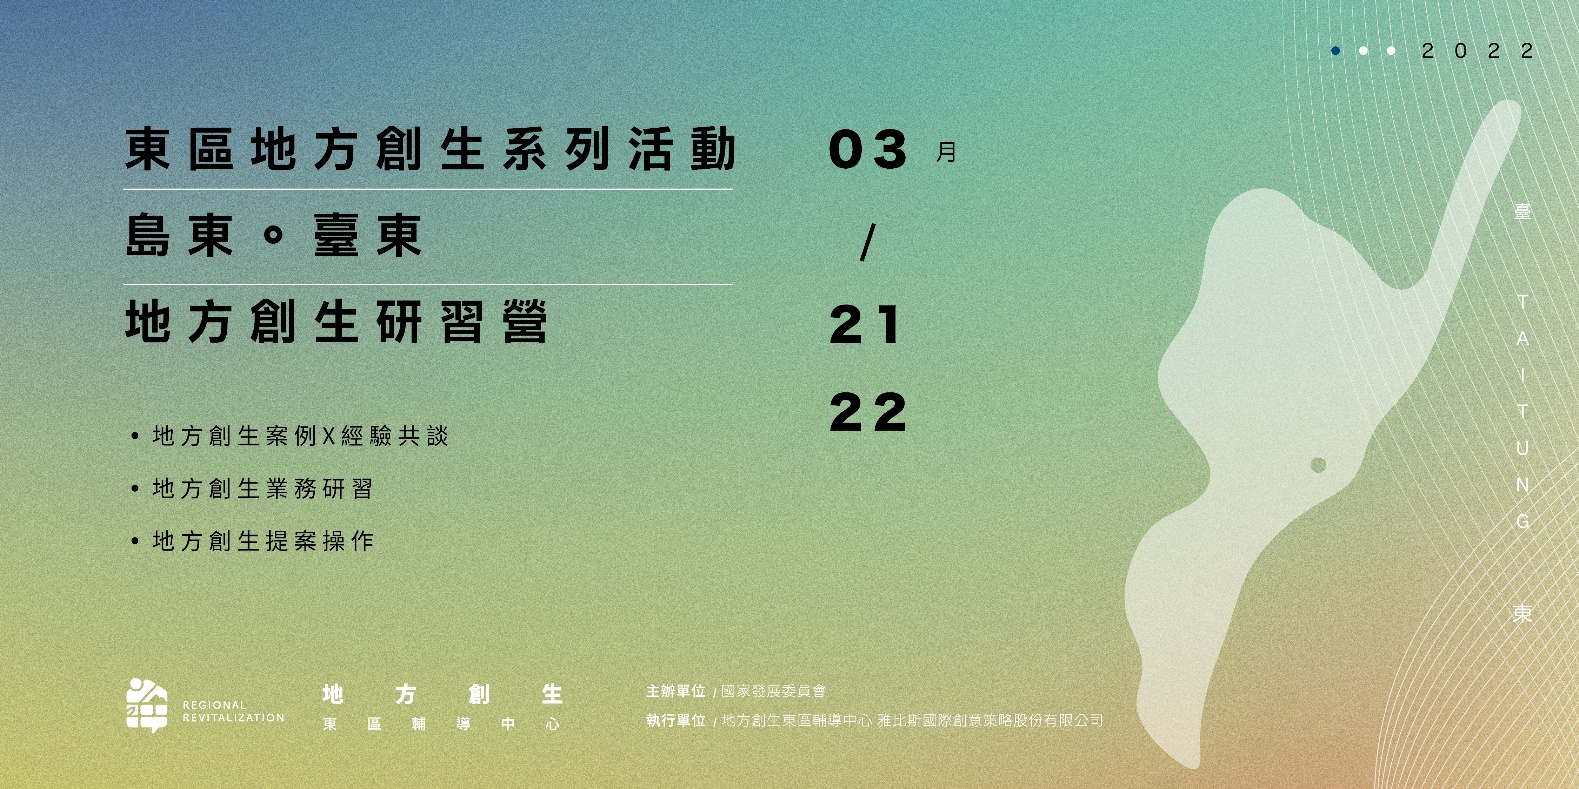 2022
東區地方創生系列活動
島東。臺東
地方創生研習營
03 月
/
21
22
• 地方創生案例X經驗共談
• 地方創生業務研習
• 地方創生提案操作
臺 TAITUNG 東
REGIONAL
REVITALIZATION
地方創生
東區輔導中心
主辦單位 / 國家發展委員會
執行單位 / 地方創生東區輔導中心 雅比斯國際創意策略股份有限公司